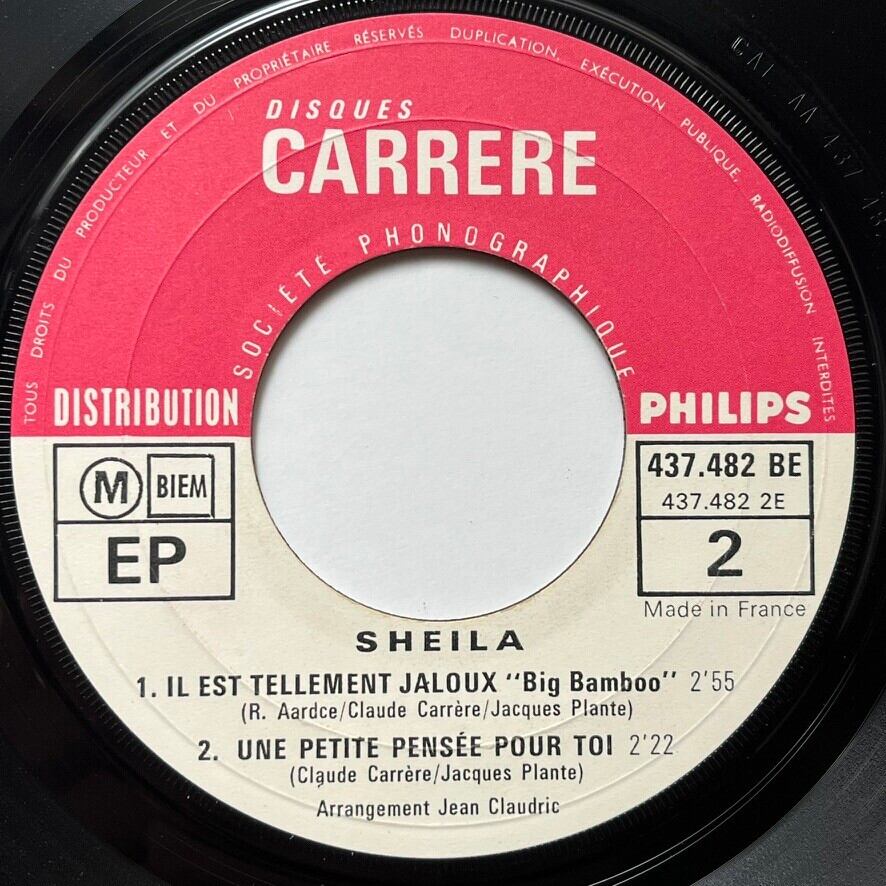 TOUS DROITS DU PRODUCTEUR ET DU PROPRIÉTAIRE RÉSERVÉS DUPLICATION, EXÉCUTION PUBLIQUE, RADIODIFFUSION INTERDITES
DISQUES
CARRERE
SOCIÉTÉ PHONOGRAPHIQUE
DISTRIBUTION
PHILIPS
M BIEM
EP
437.482 BE
437.482 2E
2
Made in France
SHEILA
1. IL EST TELLEMENT JALOUX "Big Bamboo" 2'55
(R. Aardce/Claude Carrère/Jacques Plante)
2. UNE PETITE PENSÉE POUR TOI 2'22
(Claude Carrère/Jacques Plante)
Arrangement Jean Claudric